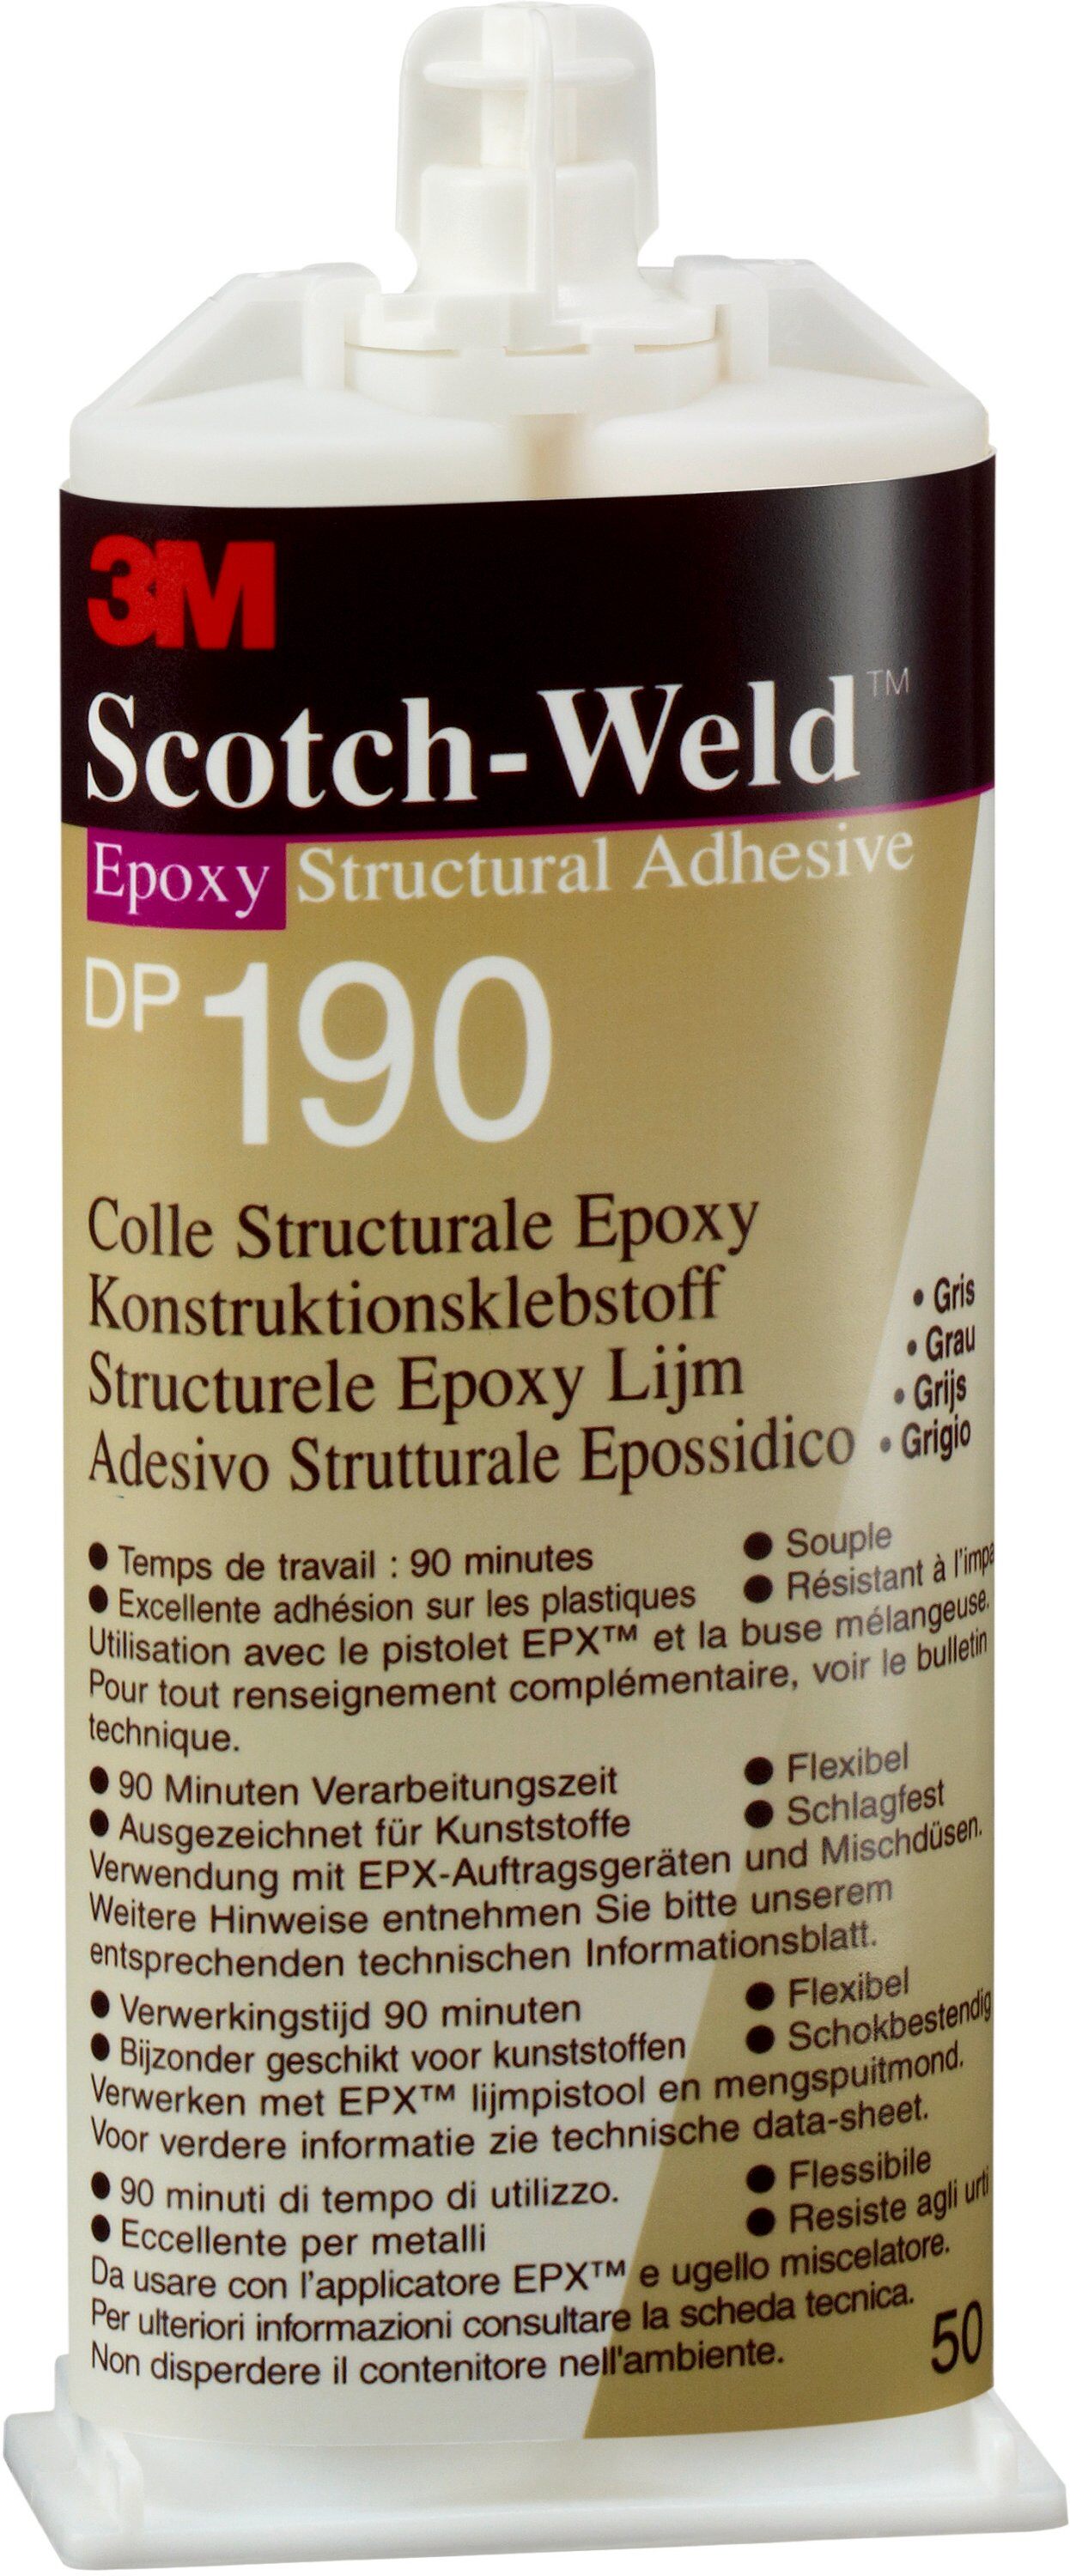 3M
Scotch-Weld™
Epoxy Structural Adhesive
DP 190
Colle Structurale Epoxy • Gris
Konstruktionsklebstoff • Grau
Structurele Epoxy Lijm • Grijs
Adesivo Strutturale Epossidico • Grigio
● Temps de travail : 90 minutes ● Souple
● Excellente adhésion sur les plastiques ● Résistant à
Utilisation avec le pistolet EPX™ et la buse mélangeuse.
Pour tout renseignement complémentaire, voir le bulletin
technique.
● 90 Minuten Verarbeitungszeit ● Flexibel
● Ausgezeichnet für Kunststoffe ● Schlagfest
Verwendung mit EPX-Auftragsgeräten und Mischdüsen.
Weitere Hinweise entnehmen Sie bitte unserem
entsprechenden technischen Informationsblatt.
● Verwerkingstijd 90 minuten ● Flexibel
● Bijzonder geschikt voor kunststoffen ● Schokbestendig
Verwerken met EPX™ lijmpistool en mengspuitmond.
Voor verdere informatie zie technische data-sheet.
● 90 minuti di tempo di utilizzo. ● Flessibile
● Eccellente per metalli ● Resiste agli urti
Da usare con l'applicatore EPX™ e ugello miscelatore.
Per ulteriori informazioni consultare la scheda tecnica.
Non disperdere il contenitore nell'ambiente.
50